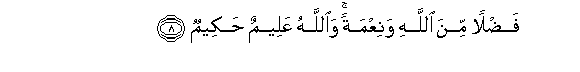 فَضْلًا مِّنَ ٱللَّهِ وَنِعْمَةً ۚ وَٱللَّهُ عَلِيمٌ حَكِيمٌ ﴿٨﴾